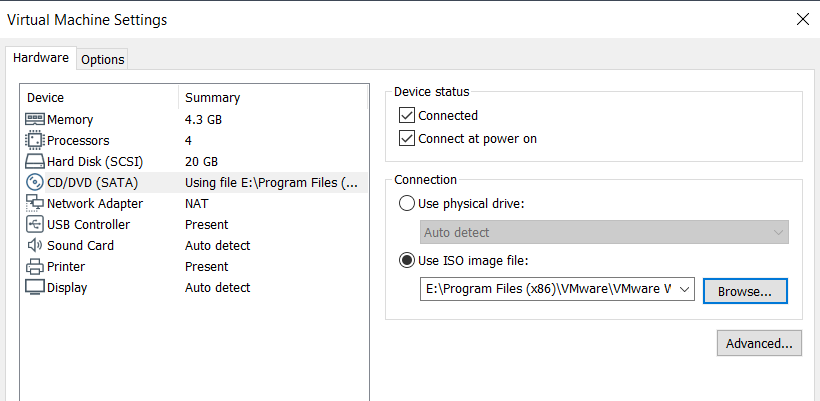 Virtual Machine Settings
Hardware
Options
Device Summary
Memory 4.3 GB
Processors 4
Hard Disk (SCSI) 20 GB
CD/DVD (SATA) Using file E:\Program Files (...
Network Adapter NAT
USB Controller Present
Sound Card Auto detect
Printer Present
Display Auto detect
Device status
Connected
Connect at power on
Connection
Use physical drive:
Auto detect
Use ISO image file:
E:\Program Files (x86)\VMware\VMware W
Browse...
Advanced...